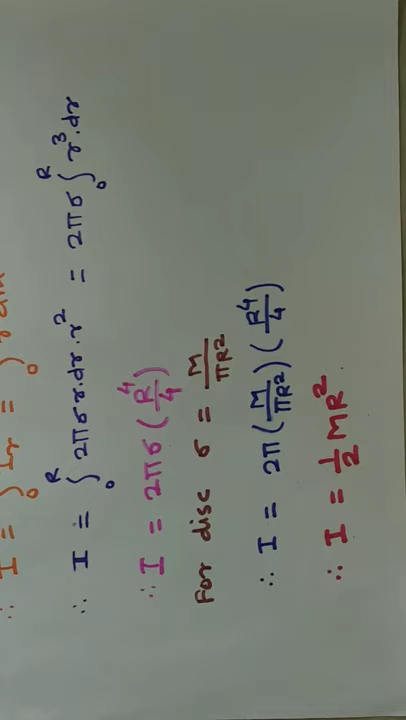 ∴ I = ∫₀ᴿ 2πσr.dr.r² = 2πσ ∫₀ᴿ r³.dr
∴ I = 2πσ (R⁴/4)
For disc σ = M/πR²
∴ I = 2π(M/πR²)(R⁴/4)
∴ I = 1/2 MR².